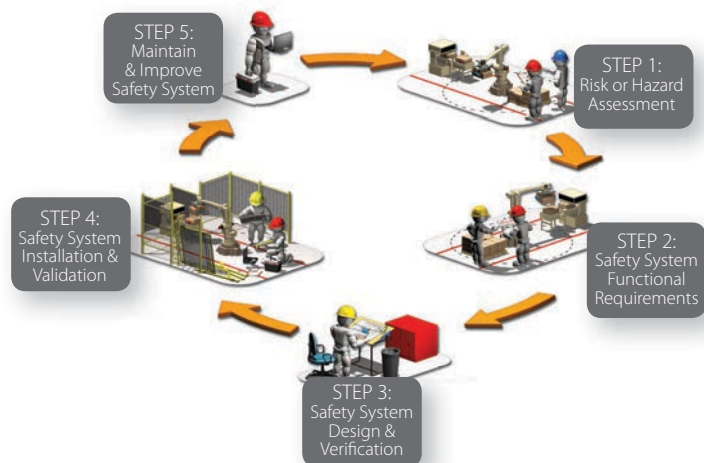 STEP 5:
Maintain
& Improve
Safety System
STEP 1:
Risk or Hazard
Assessment
STEP 4:
Safety System
Installation &
Validation
STEP 2:
Safety System
Functional
Requirements
STEP 3:
Safety System
Design &
Verification